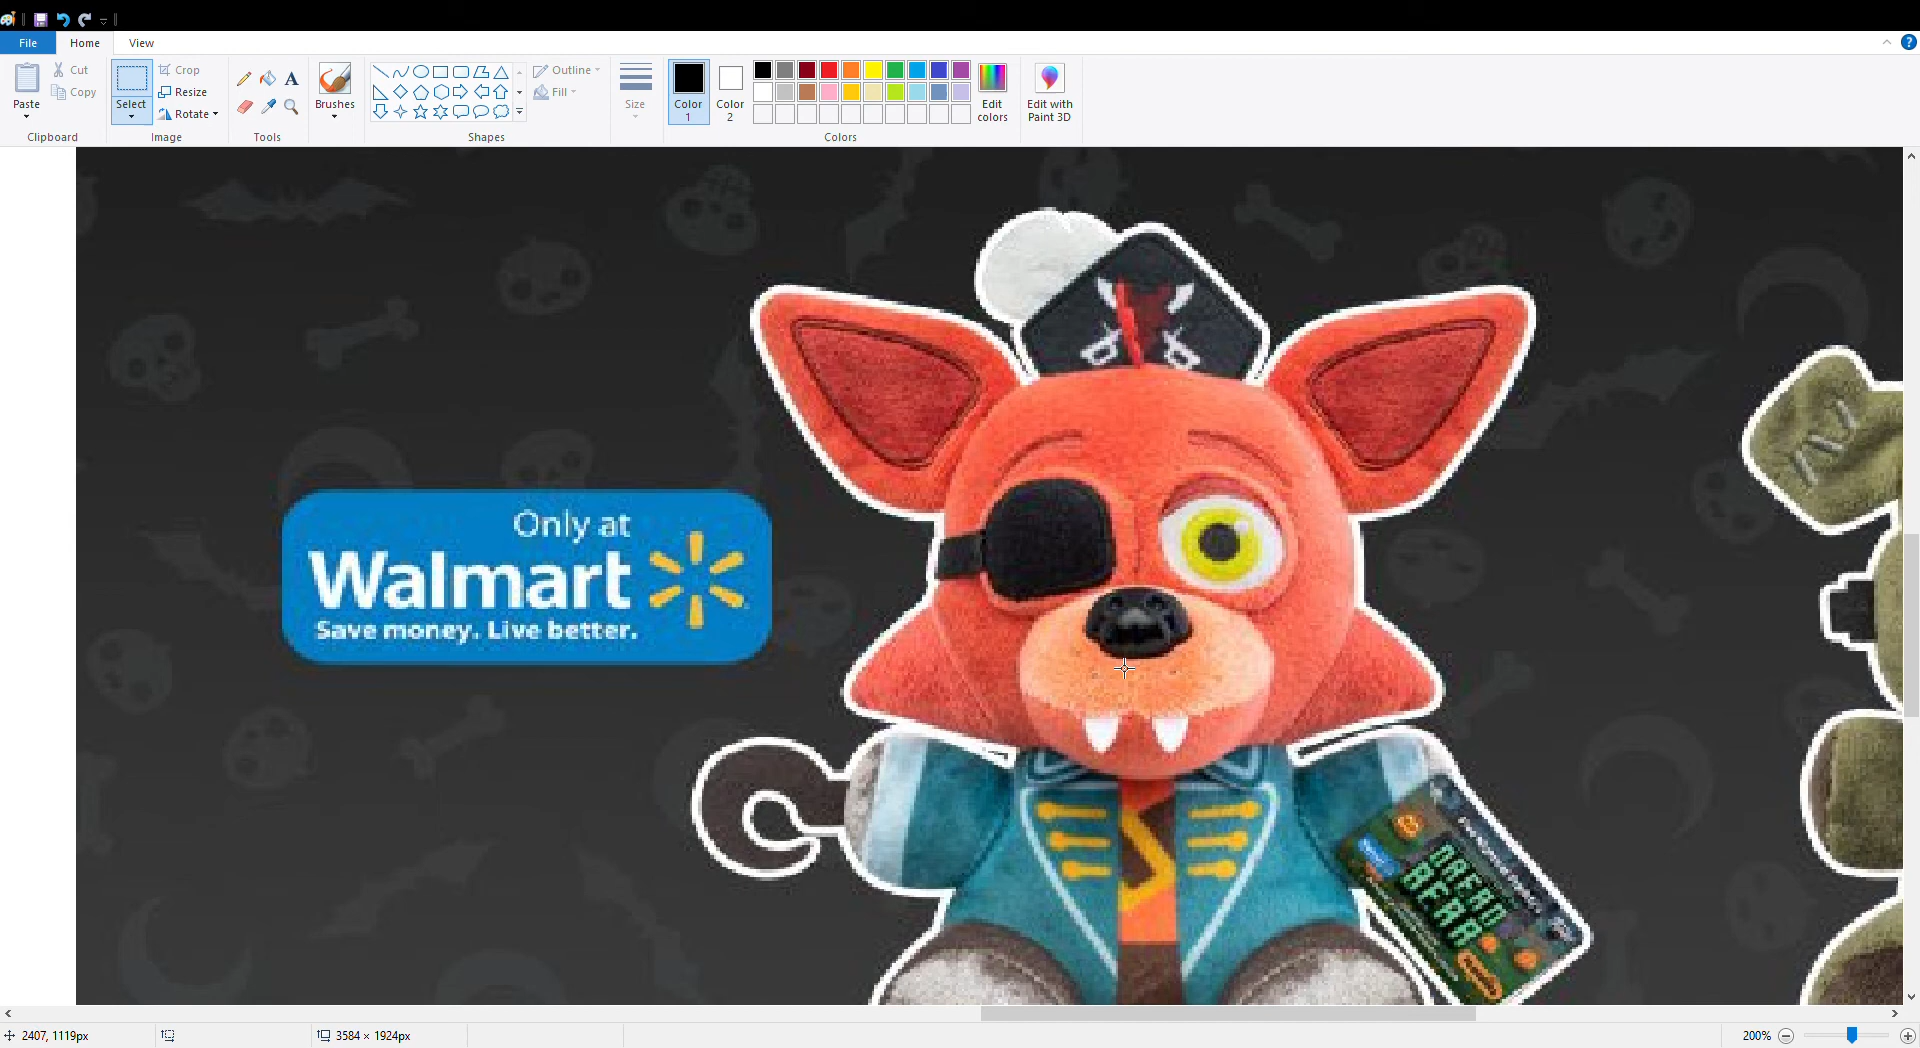 File
Home
View
Paste
Cut
Copy
Clipboard
Select
Crop
Resize
Rotate
Image
Tools
Brushes
Shapes
Outline
Fill
Size
Color
1
Color
2
Edit
colors
Colors
Edit with
Paint 3D
Only at
Walmart
Save money. Live better.
DREAD
BEAR
2407, 1119px
3584 × 1924px
200%